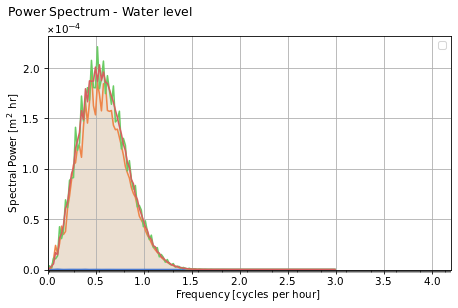 Power Spectrum - Water level
×10⁻⁴
2.0
1.5
1.0
0.5
0.0
Spectral Power [m² hr]
0.0 0.5 1.0 1.5 2.0 2.5 3.0 3.5 4.0
Frequency [cycles per hour]